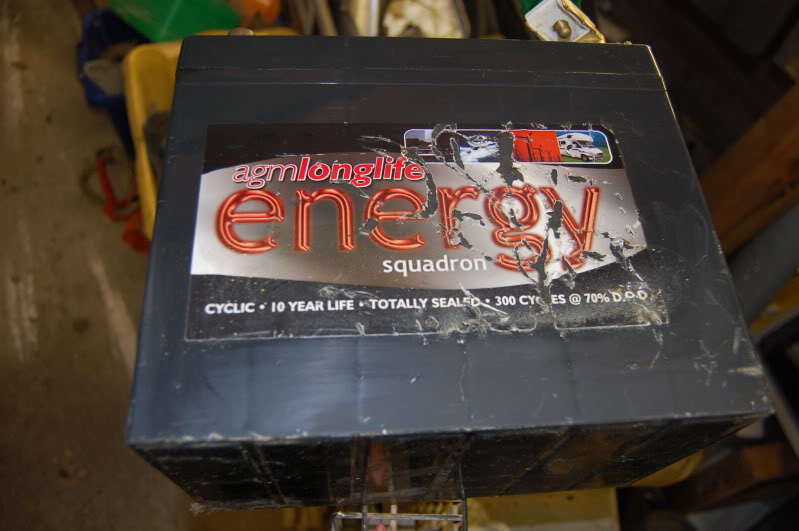 agmlonglife
energy
squadron
CYCLIC • 10 YEAR LIFE • TOTALLY SEALED • 300 CYCLES @ 70% D.O.D